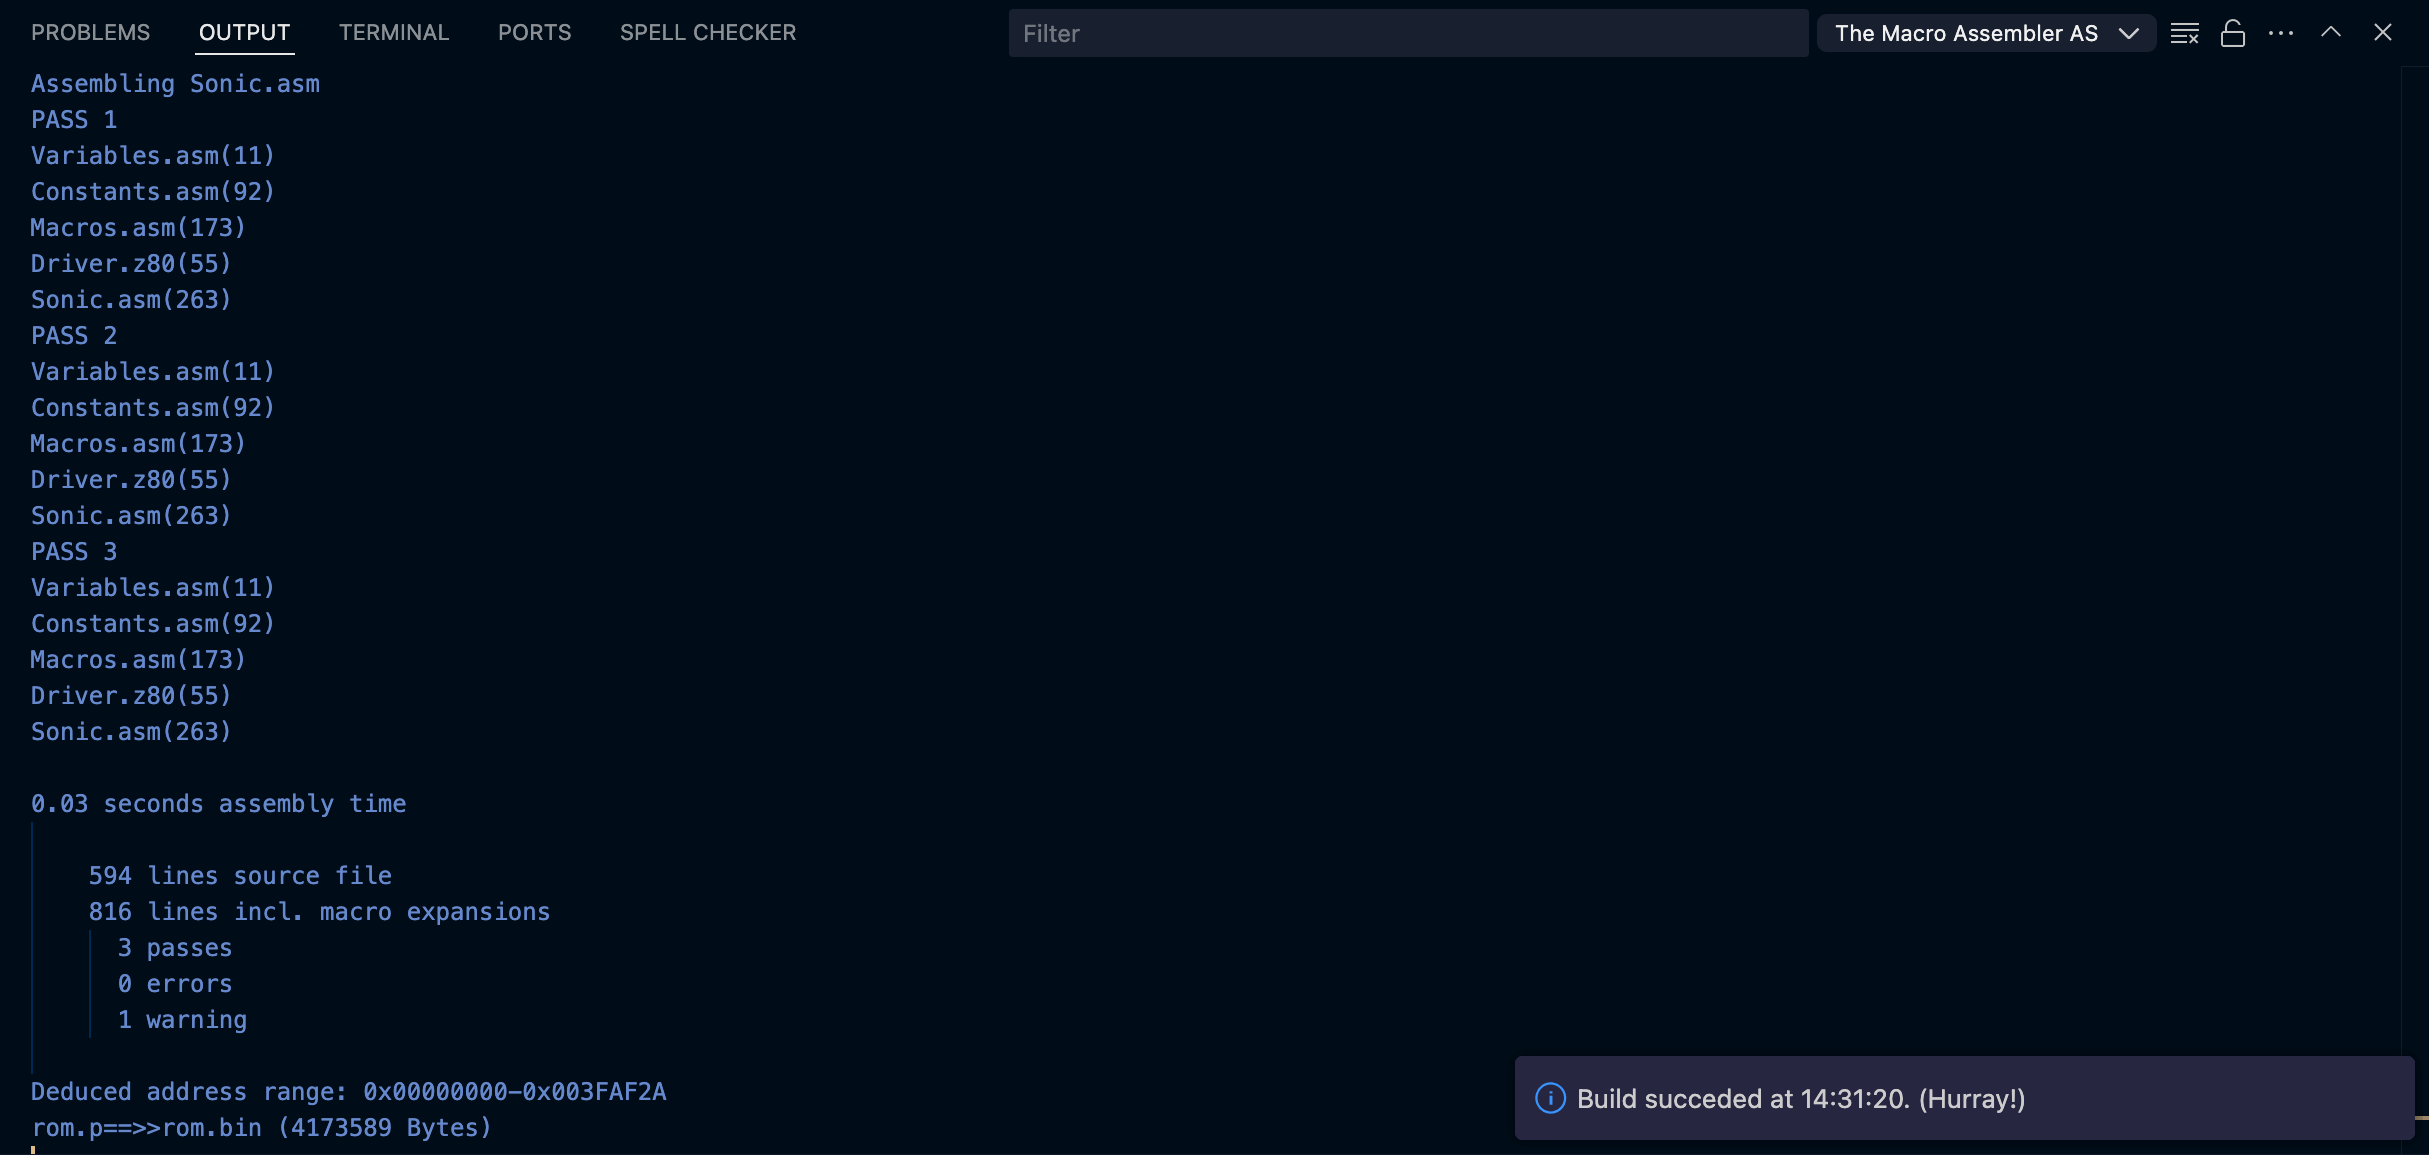 PROBLEMS OUTPUT TERMINAL PORTS SPELL CHECKER Filter The Macro Assembler AS
Assembling Sonic.asm
PASS 1
Variables.asm(11)
Constants.asm(92)
Macros.asm(173)
Driver.z80(55)
Sonic.asm(263)
PASS 2
Variables.asm(11)
Constants.asm(92)
Macros.asm(173)
Driver.z80(55)
Sonic.asm(263)
PASS 3
Variables.asm(11)
Constants.asm(92)
Macros.asm(173)
Driver.z80(55)
Sonic.asm(263)
0.03 seconds assembly time
594 lines source file
816 lines incl. macro expansions
3 passes
0 errors
1 warning
Deduced address range: 0x00000000-0x003FAF2A
rom.p==>>rom.bin (4173589 Bytes)
Build succeded at 14:31:20. (Hurray!)